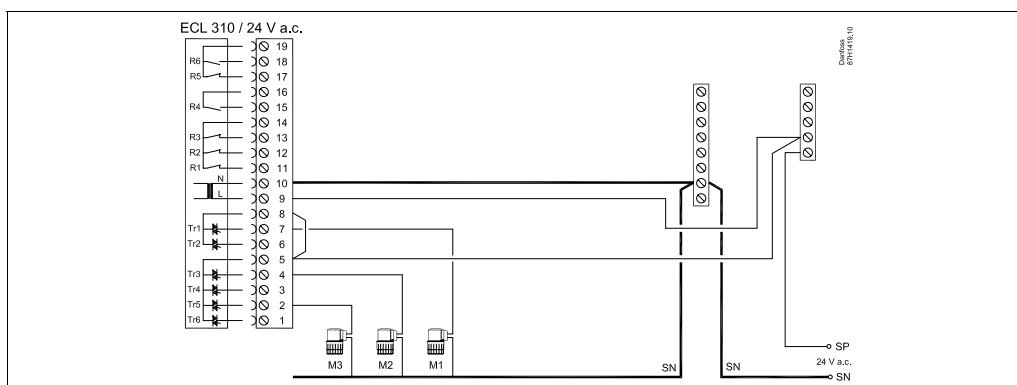 ECL 310 / 24 V a.c.
19
R6 18
R5 17
16
R4 15
14
R3 13
R2 12
R1 11
N 10
L 9
8
Tr1 7
Tr2 6
5
Tr3 4
Tr4 3
Tr5 2
Tr6 1
M3 M2 M1
SN SN
SP
24 V a.c.
SN
Danfoss
87H1419.10